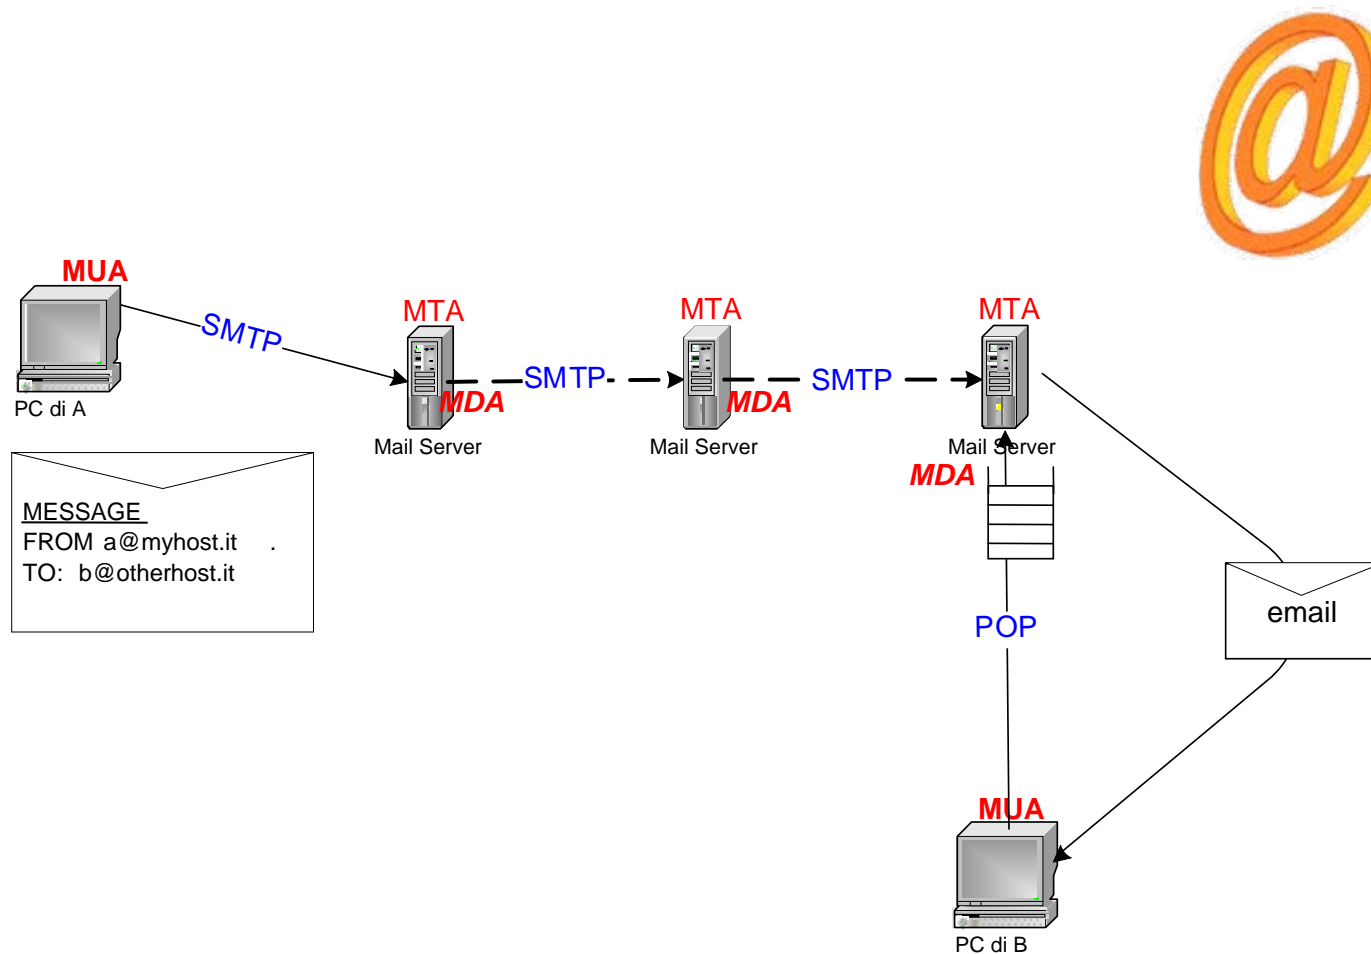 @
MUA
SMTP
PC di A
MTA
MDA
Mail Server
SMTP
MTA
MDA
Mail Server
SMTP
MTA
Mail Server
MDA
MESSAGE
FROM a@myhost.it .
TO: b@otherhost.it
POP
email
MUA
PC di B